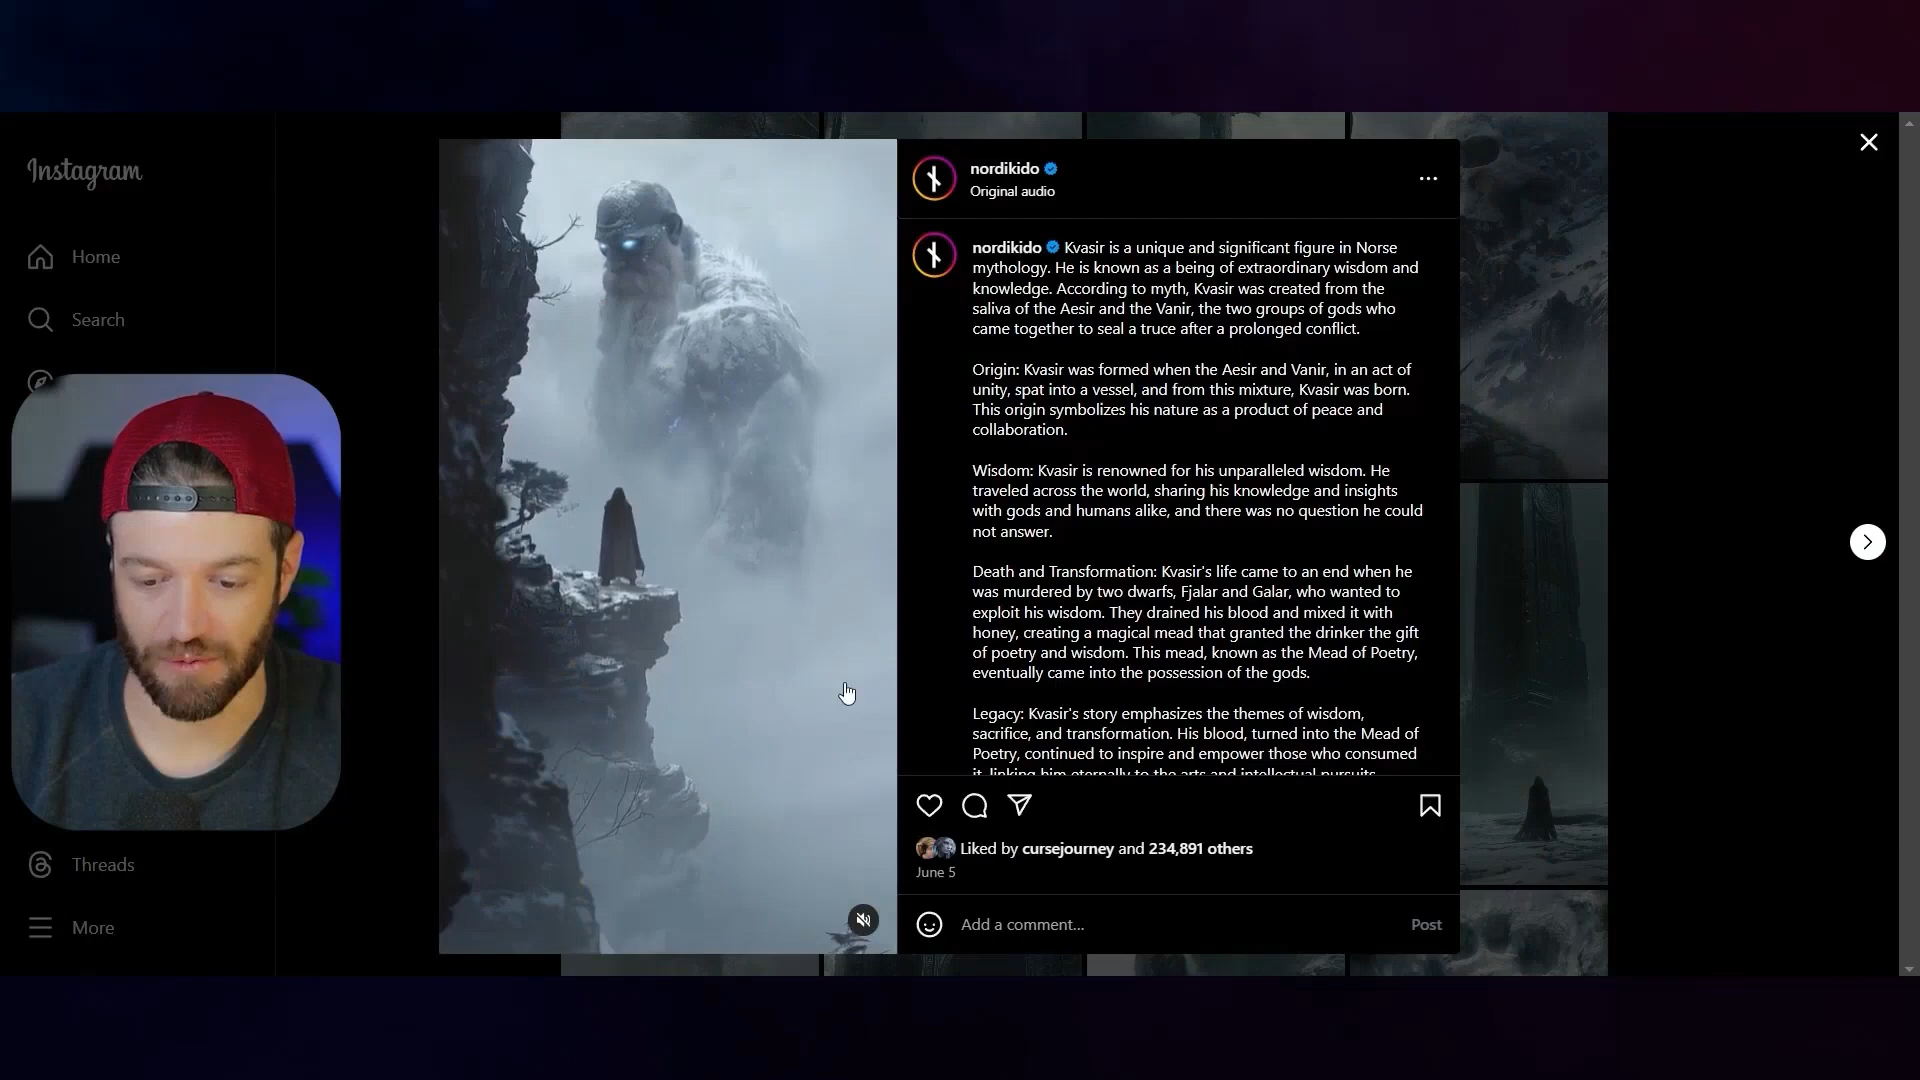 Instagram
Home
Search
Threads
More
nordikido
Original audio
nordikido Kvasir is a unique and significant figure in Norse
mythology. He is known as a being of extraordinary wisdom and
knowledge. According to myth, Kvasir was created from the
saliva of the Aesir and the Vanir, the two groups of gods who
came together to seal a truce after a prolonged conflict.
Origin: Kvasir was formed when the Aesir and Vanir, in an act of
unity, spat into a vessel, and from this mixture, Kvasir was born.
This origin symbolizes his nature as a product of peace and
collaboration.
Wisdom: Kvasir is renowned for his unparalleled wisdom. He
traveled across the world, sharing his knowledge and insights
with gods and humans alike, and there was no question he could
not answer.
Death and Transformation: Kvasir's life came to an end when he
was murdered by two dwarfs, Fjalar and Galar, who wanted to
exploit his wisdom. They drained his blood and mixed it with
honey, creating a magical mead that granted the drinker the gift
of poetry and wisdom. This mead, known as the Mead of Poetry,
eventually came into the possession of the gods.
Legacy: Kvasir's story emphasizes the themes of wisdom,
sacrifice, and transformation. His blood, turned into the Mead of
Poetry, continued to inspire and empower those who consumed
it, linking him eternally to the arts and intellectual pursuits.
Liked by cursejourney and 234,891 others
June 5
Add a comment...
Post